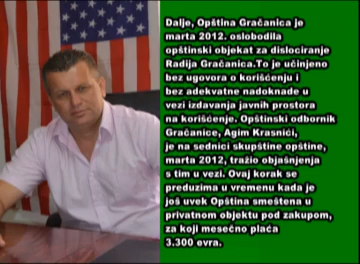 Dalje, Opština Gračanica je
marta 2012. oslobodila
opštinski objekat za dislociranje
Radija Gračanica.To je učinjeno
bez ugovora o korišćenju i
bez adekvatne nadoknade u
vezi izdavanja javnih prostora
na korišćenje. Opštinski odbornik
Gračanice, Agim Krasnići,
je na sednici skupštine opštine,
marta 2012, tražio objašnjenja
s tim u vezi. Ovaj korak se
preduzima u vremenu kada je
još uvek Opština smeštena u
privatnom objektu pod zakupom,
za koji mesečno plaća
3.300 evra.